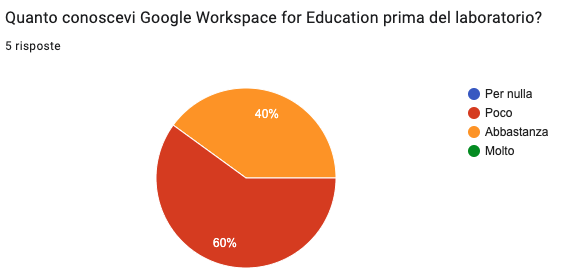 Quanto conoscevi Google Workspace for Education prima del laboratorio?
5 risposte
Per nulla
Poco
Abbastanza
Molto
40%
60%